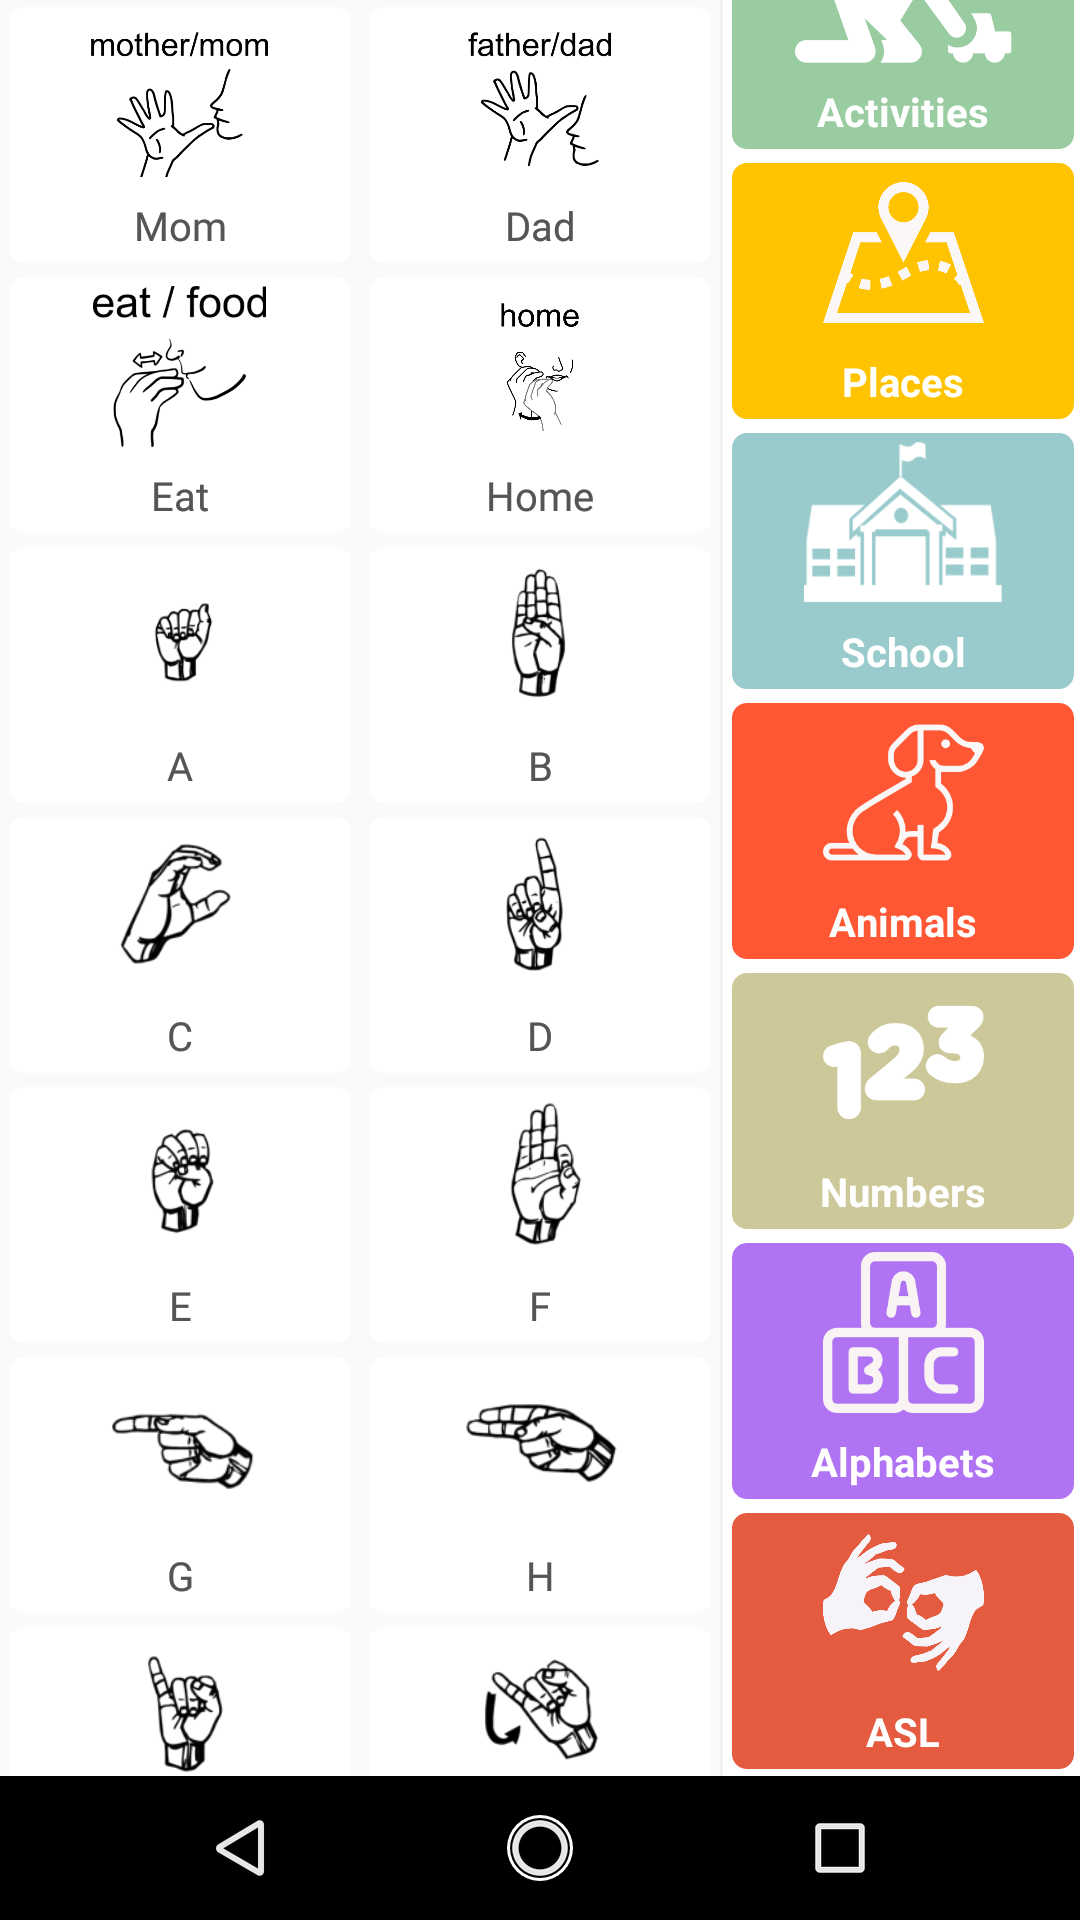 mother/mom
Mom
father/dad
Dad
eat / food
Eat
home
Home
A
B
C
D
E
F
G
H
Activities
Places
School
Animals
123
Numbers
A
B C
Alphabets
ASL